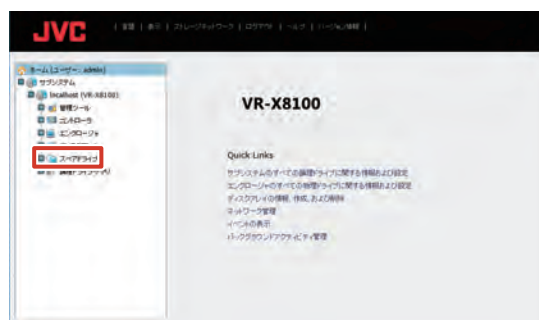 JVC
| 管理 | 表示 | ストレージネットワーク | ログアウト | ヘルプ | バージョン情報 |
ホーム (ユーザー: admin)
サブシステム
localhost (VR-X8100)
管理ツール
コントローラ
エンクロージャ
スペアドライブ
VR-X8100
Quick Links
サブシステムのすべての論理ドライブに関する情報および設定
エンクロージャのすべての物理ドライブに関する情報および設定
ディスクアレイの情報、作成、および削除
ネットワーク管理
イベントの表示
バックグラウンドアクティビティ管理